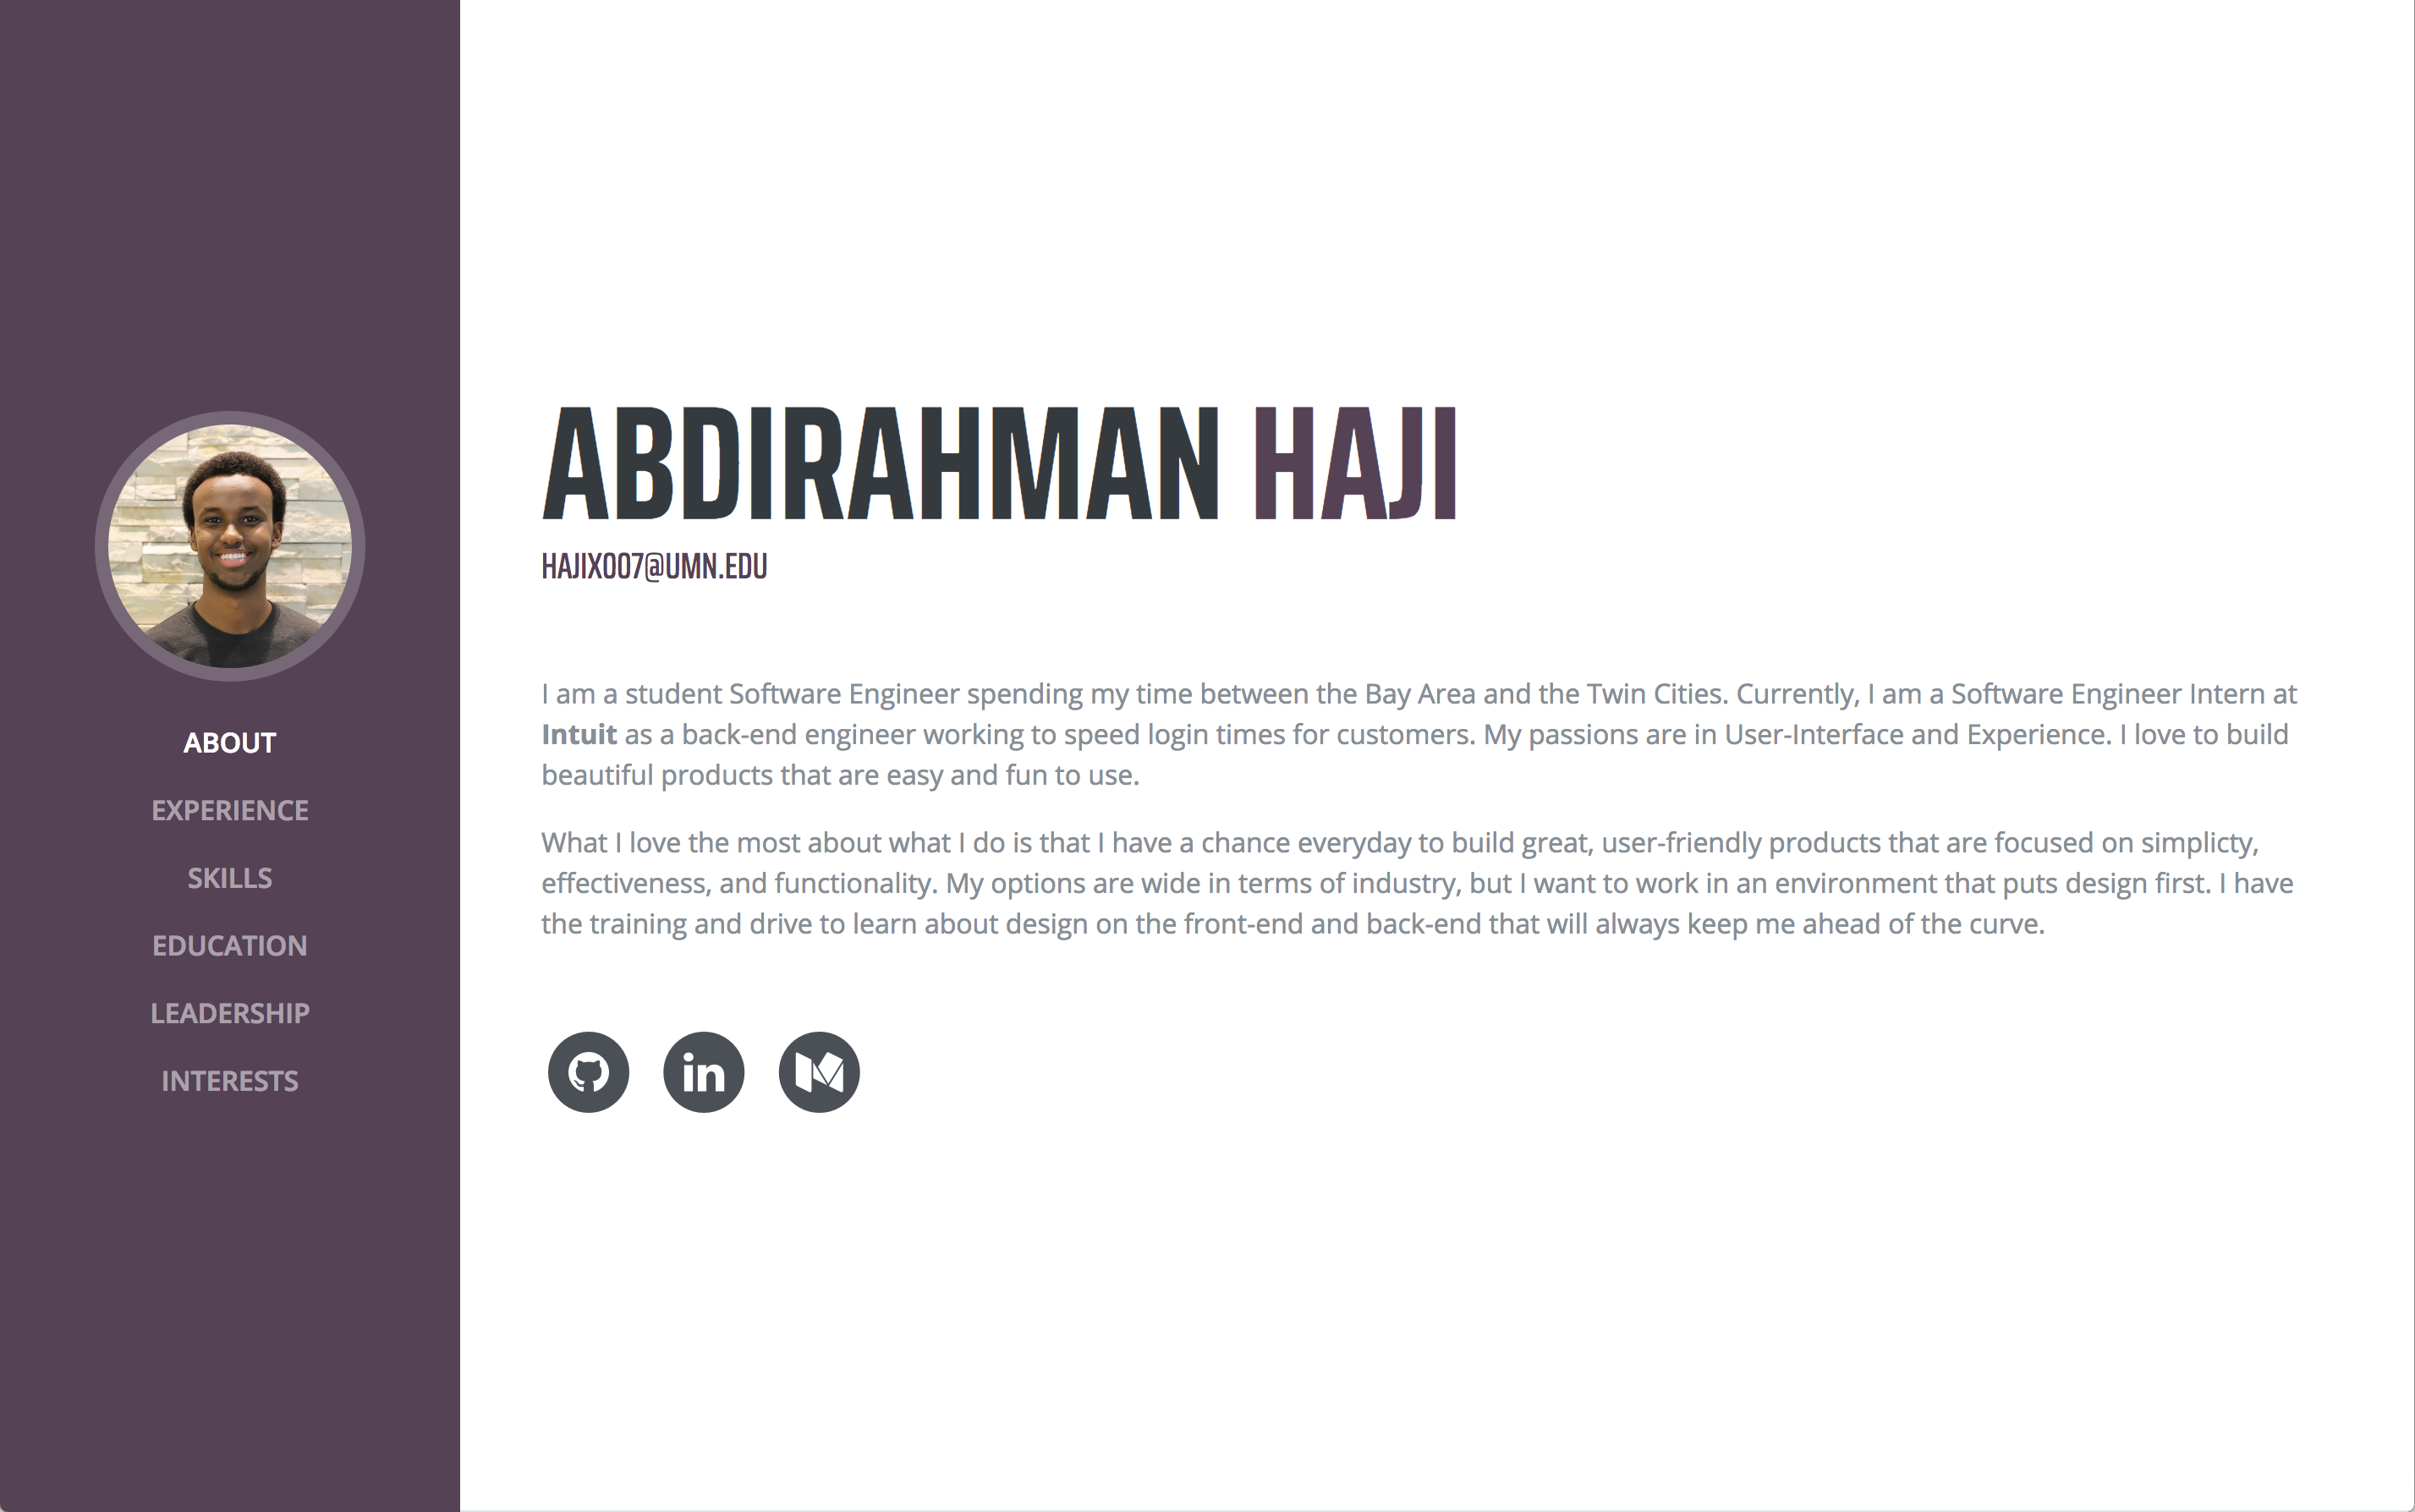 ABOUT
EXPERIENCE
SKILLS
EDUCATION
LEADERSHIP
INTERESTS
ABDIRAHMAN HAJI
HAJIX007@UMN.EDU
I am a student Software Engineer spending my time between the Bay Area and the Twin Cities. Currently, I am a Software Engineer Intern at
Intuit as a back-end engineer working to speed login times for customers. My passions are in User-Interface and Experience. I love to build
beautiful products that are easy and fun to use.
What I love the most about what I do is that I have a chance everyday to build great, user-friendly products that are focused on simplicty,
effectiveness, and functionality. My options are wide in terms of industry, but I want to work in an environment that puts design first. I have
the training and drive to learn about design on the front-end and back-end that will always keep me ahead of the curve.
in